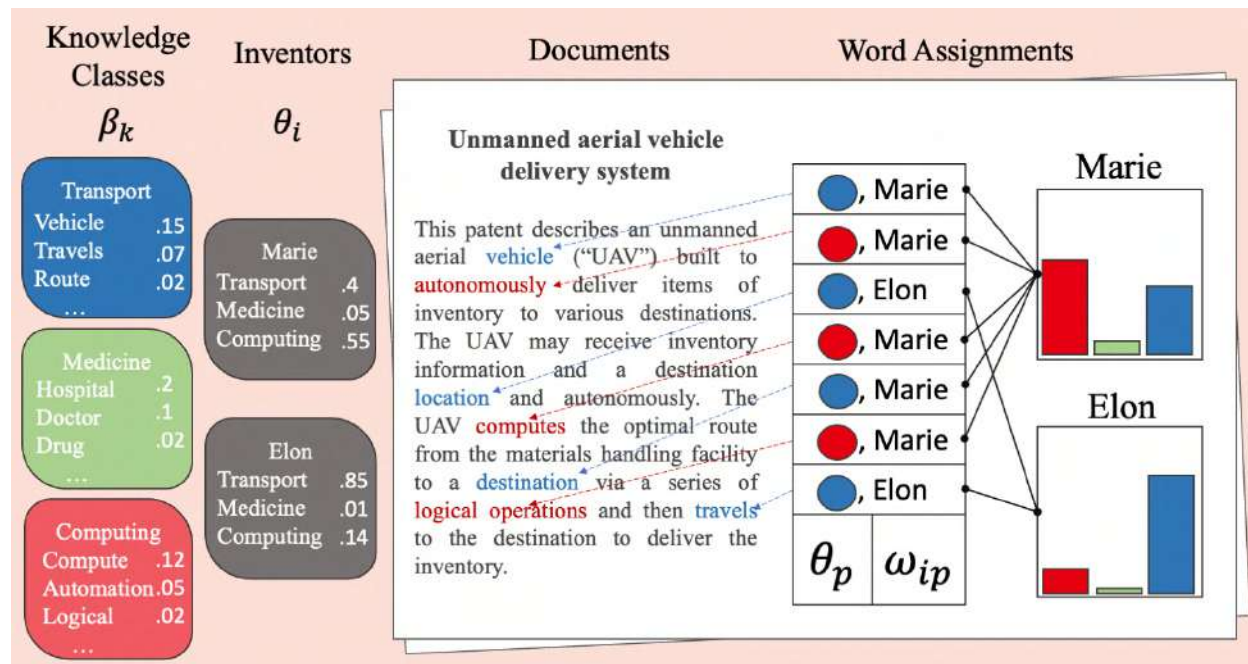 Knowledge
Classes
β_k
Transport
Vehicle .15
Travels .07
Route .02
...
Medicine
Hospital .2
Doctor .1
Drug .02
...
Computing
Compute .12
Automation .05
Logical .02
...
Inventors
θ_i
Marie
Transport .4
Medicine .05
Computing .55
Elon
Transport .85
Medicine .01
Computing .14
Documents
Unmanned aerial vehicle
delivery system
This patent describes an unmanned
aerial vehicle (“UAV”) built to
autonomously deliver items of
inventory to various destinations.
The UAV may receive inventory
information and a destination
location and autonomously. The
UAV computes the optimal route
from the materials handling facility
to a destination via a series of
logical operations and then travels
to the destination to deliver the
inventory.
Word Assignments
, Marie
, Marie
, Elon
, Marie
, Marie
, Marie
, Elon
θ_p ω_ip
Marie
Elon